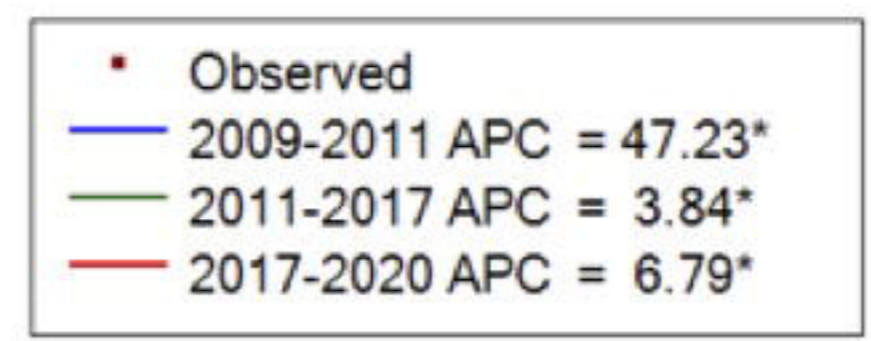 Observed
2009-2011 APC = 47.23*
2011-2017 APC = 3.84*
2017-2020 APC = 6.79*